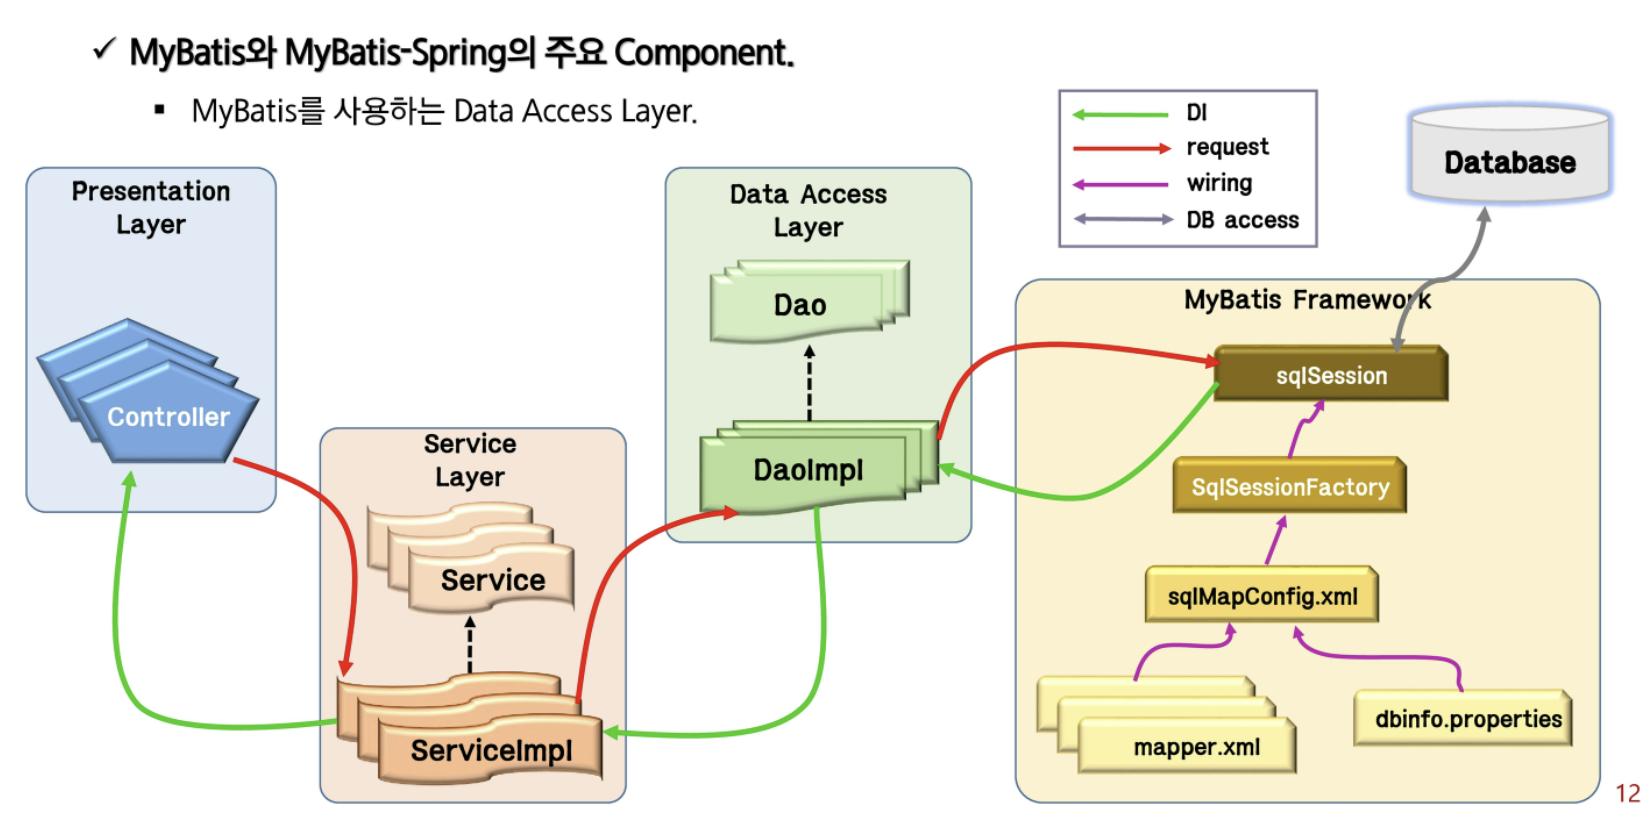 ✓ MyBatis와 MyBatis-Spring의 주요 Component.
▪ MyBatis를 사용하는 Data Access Layer.
DI
request
wiring
DB access
Database
Presentation
Layer
Controller
Service
Layer
Service
ServiceImpl
Data Access
Layer
Dao
DaoImpl
MyBatis Framework
sqlSession
SqlSessionFactory
sqlMapConfig.xml
mapper.xml
dbinfo.properties
12